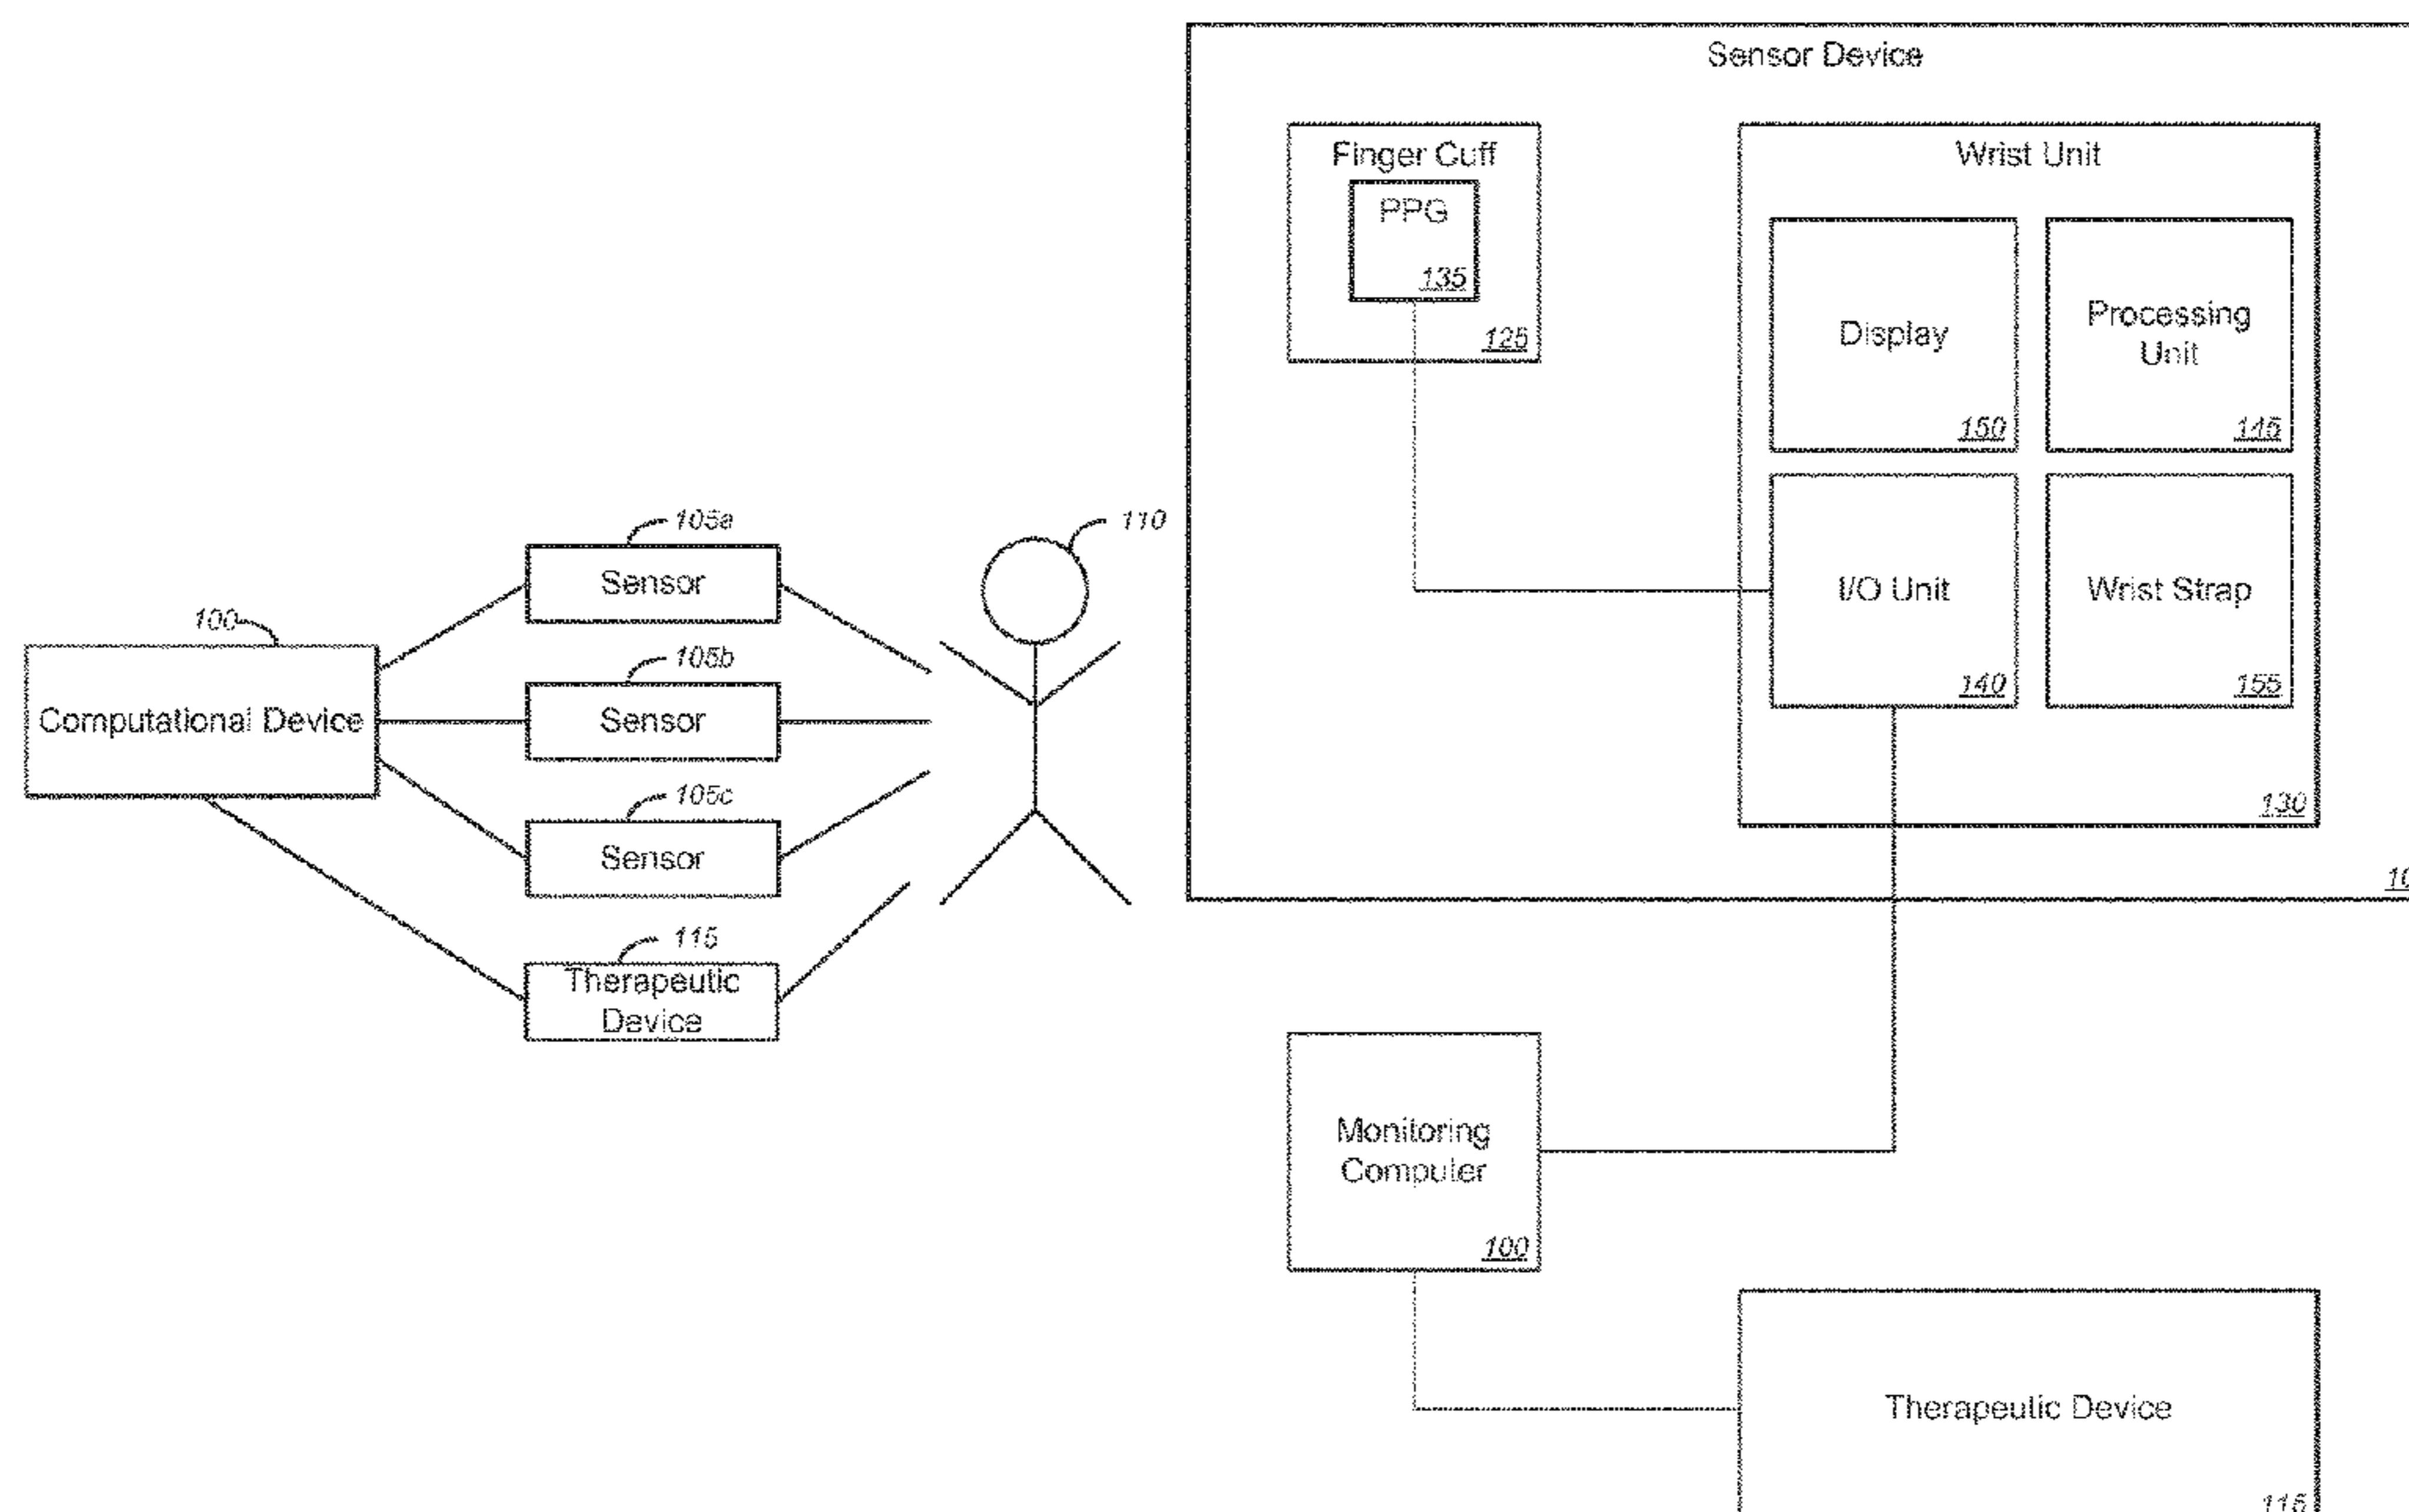 105a
Sensor
110
100
105b
Computational Device
Sensor
105c
Sensor
115
Therapeutic
Device
Sensor Device
Finger Cuff
PPG
135
125
Wrist Unit
Display
150
Processing
Unit
145
I/O Unit
140
Wrist Strap
155
130
10
Monitoring
Computer
100
Therapeutic Device
115